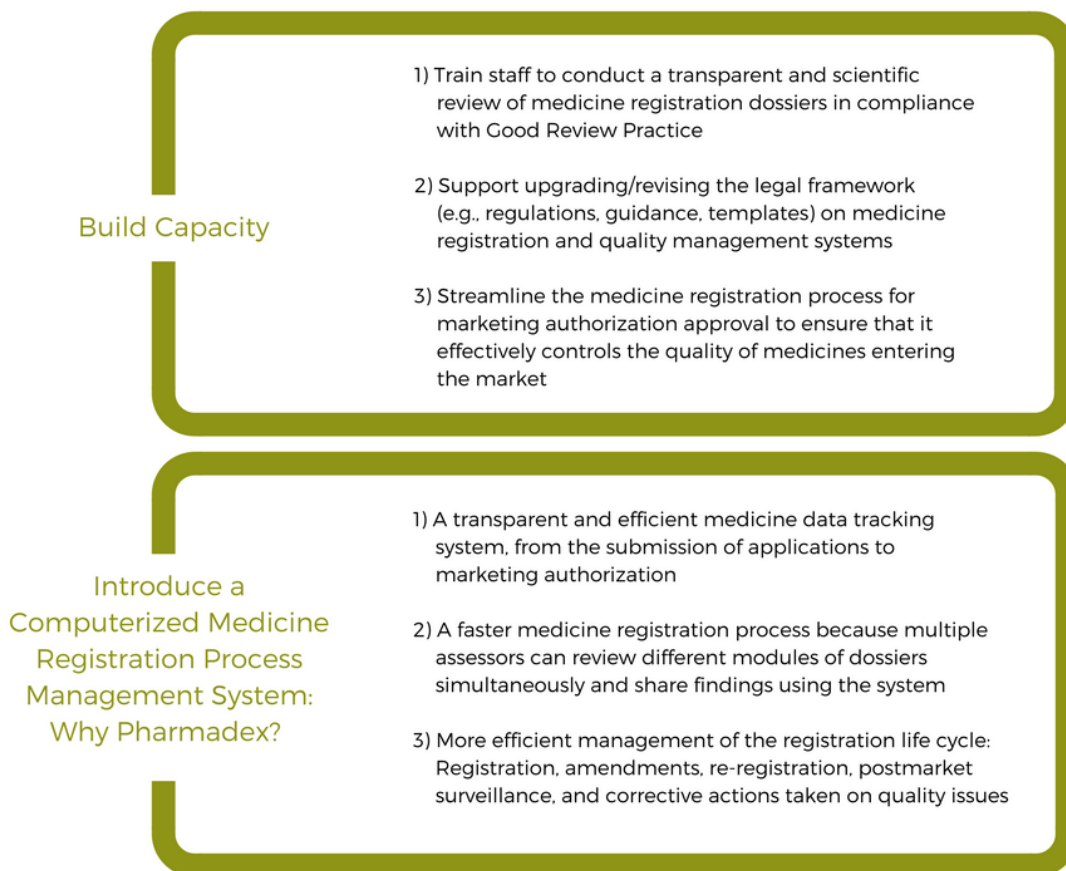 Build Capacity
1) Train staff to conduct a transparent and scientific
review of medicine registration dossiers in compliance
with Good Review Practice
2) Support upgrading/revising the legal framework
(e.g., regulations, guidance, templates) on medicine
registration and quality management systems
3) Streamline the medicine registration process for
marketing authorization approval to ensure that it
effectively controls the quality of medicines entering
the market
Introduce a
Computerized Medicine
Registration Process
Management System:
Why Pharmadex?
1) A transparent and efficient medicine data tracking
system, from the submission of applications to
marketing authorization
2) A faster medicine registration process because multiple
assessors can review different modules of dossiers
simultaneously and share findings using the system
3) More efficient management of the registration life cycle:
Registration, amendments, re-registration, postmarket
surveillance, and corrective actions taken on quality issues